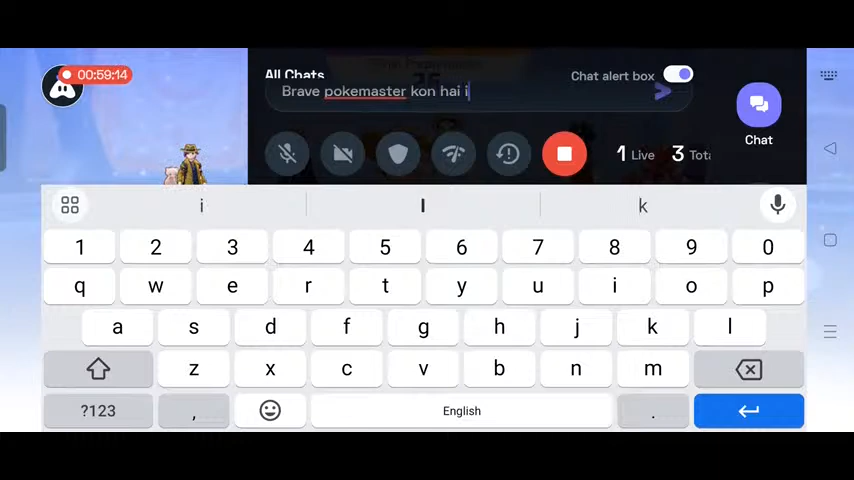 00:59:14
All Chats
Chat alert box
Brave pokemaster kon hai i
Chat
1 Live 3 Tota
i I k
1 2 3 4 5 6 7 8 9 0
q w e r t y u i o p
a s d f g h j k l
z x c v b n m
?123 , English .